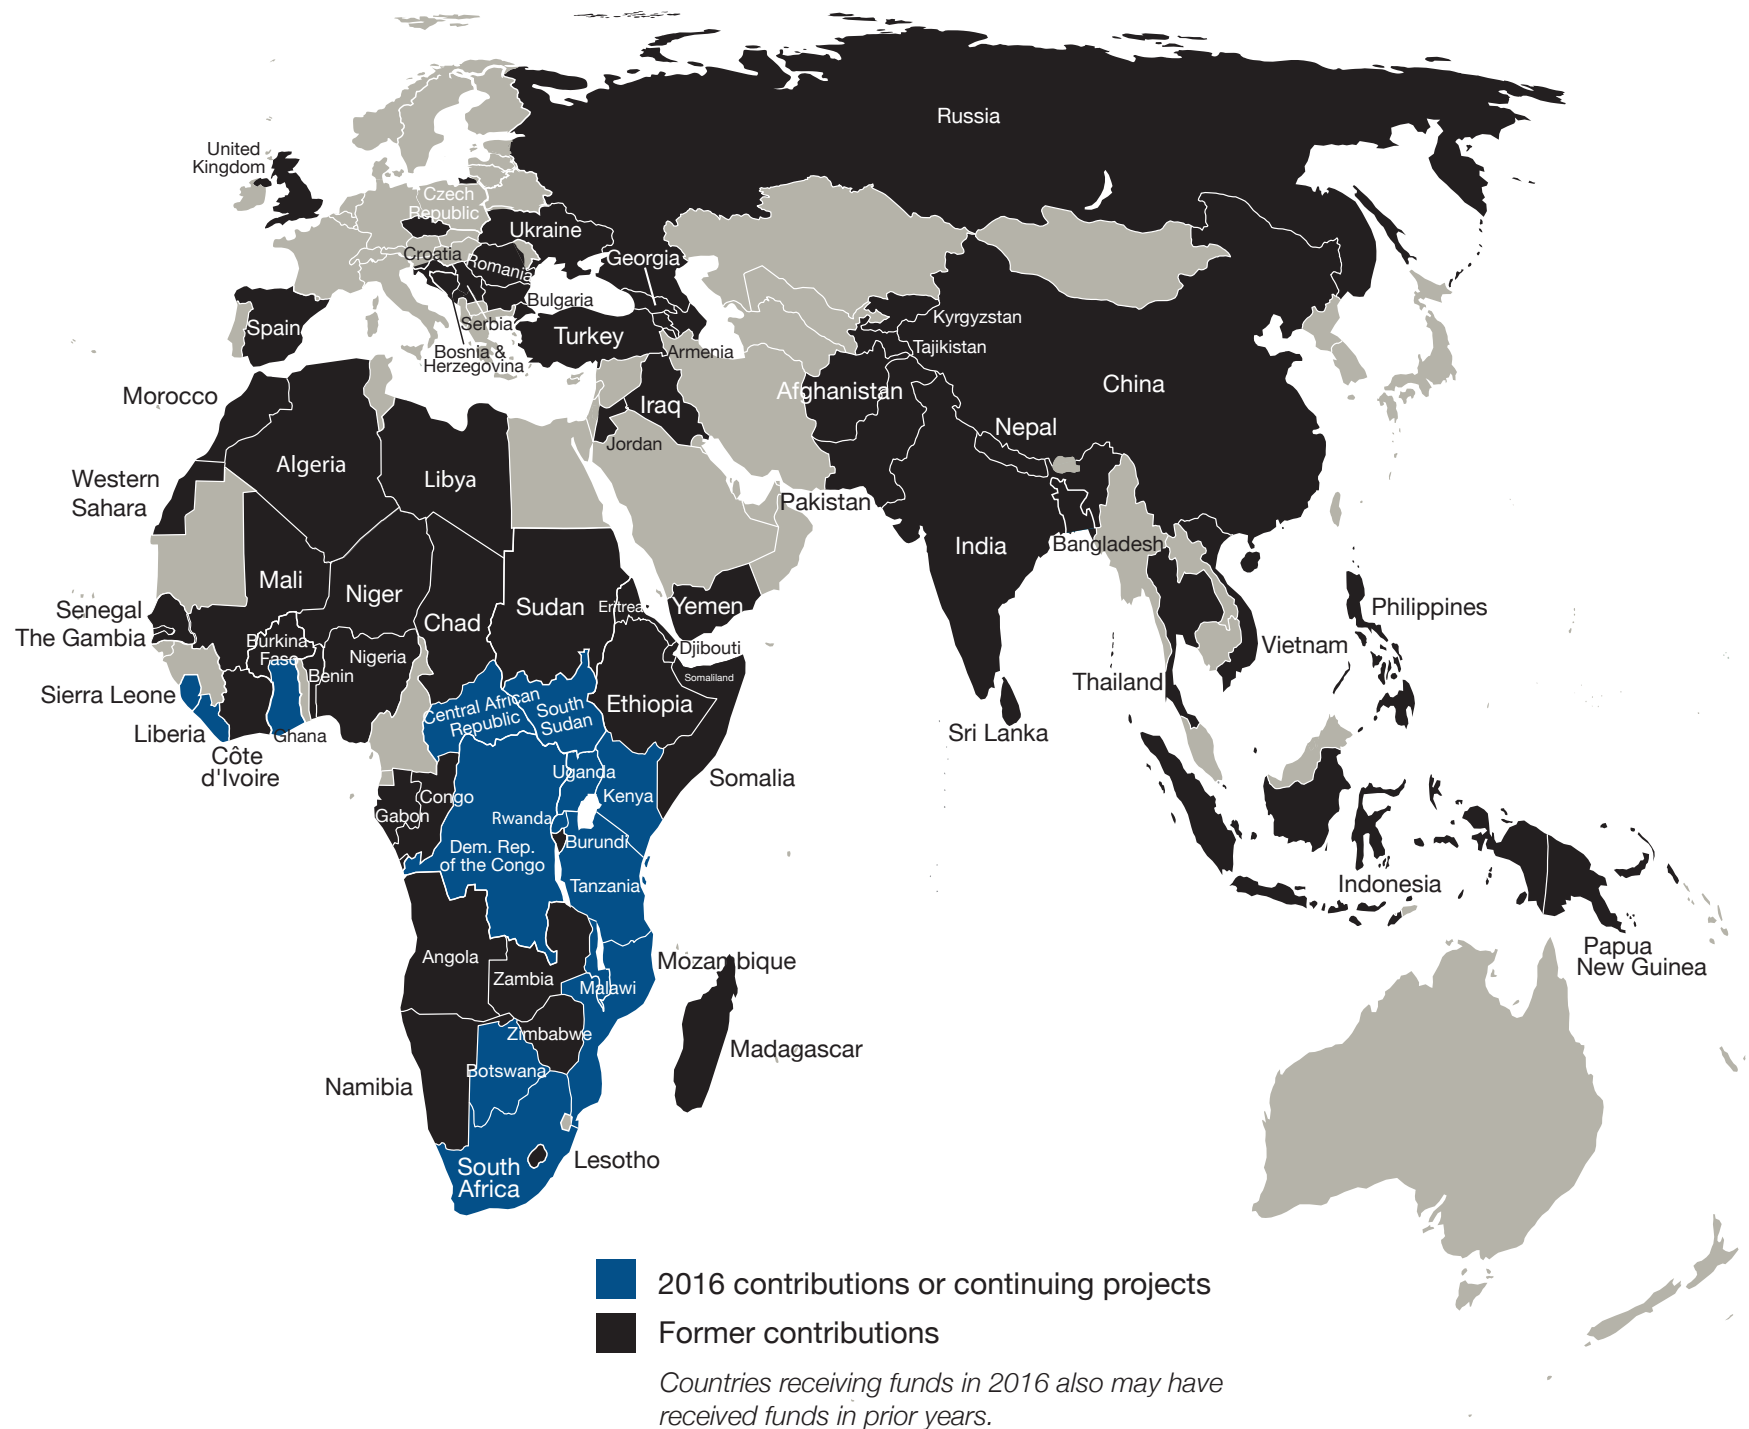 Russia
United
Kingdom
Czech
Republic
Ukraine
Croatia
Romania
Georgia
Bulgaria
Spain
Serbia
Turkey
Kyrgyzstan
Bosnia &
Herzegovina
Armenia
Tajikistan
Morocco
Iraq
Afghanistan
China
Jordan
Nepal
Algeria
Libya
Western
Sahara
Pakistan
India
Bangladesh
Mali
Niger
Chad
Sudan
Eritrea
Yemen
Philippines
Senegal
The Gambia
Burkina
Faso
Nigeria
Benin
Djibouti
Somaliland
Vietnam
Thailand
Sierra Leone
Liberia
Côte
d'Ivoire
Ghana
Central African
Republic
South
Sudan
Ethiopia
Sri Lanka
Somalia
Uganda
Kenya
Congo
Gabon
Rwanda
Burundi
Dem. Rep.
of the Congo
Tanzania
Indonesia
Papua
New Guinea
Angola
Zambia
Mozambique
Malawi
Zimbabwe
Madagascar
Botswana
Namibia
South
Africa
Lesotho
2016 contributions or continuing projects
Former contributions
Countries receiving funds in 2016 also may have
received funds in prior years.